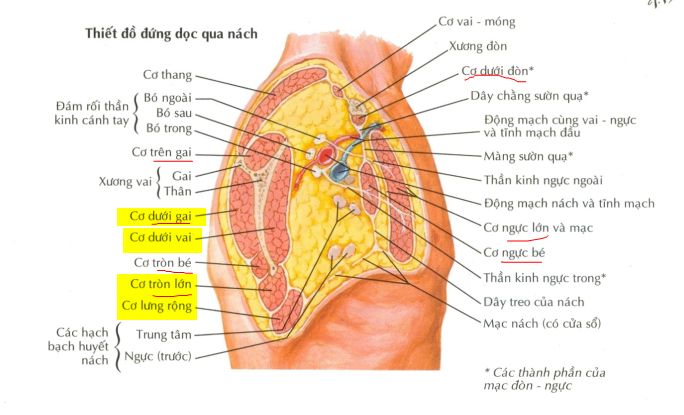 Thiết đồ đứng dọc qua nách
Cơ thang
Đám rối thần
kinh cánh tay
Bó ngoài
Bó sau
Bó trong
Cơ trên gai
Xương vai
Gai
Thân
Cơ dưới gai
Cơ dưới vai
Cơ tròn bé
Cơ tròn lớn
Cơ lưng rộng
Các hạch
bạch huyết
nách
Trung tâm
Ngực (trước)
Cơ vai - móng
Xương đòn
Cơ dưới đòn*
Dây chằng sườn quạ*
Động mạch cùng vai - ngực
và tĩnh mạch đầu
Màng sườn quạ*
Thần kinh ngực ngoài
Động mạch nách và tĩnh mạch
Cơ ngực lớn và mạc
Cơ ngực bé
Thần kinh ngực trong*
Dây treo của nách
Mạc nách (có cửa sổ)
* Các thành phần của
mạc đòn - ngực